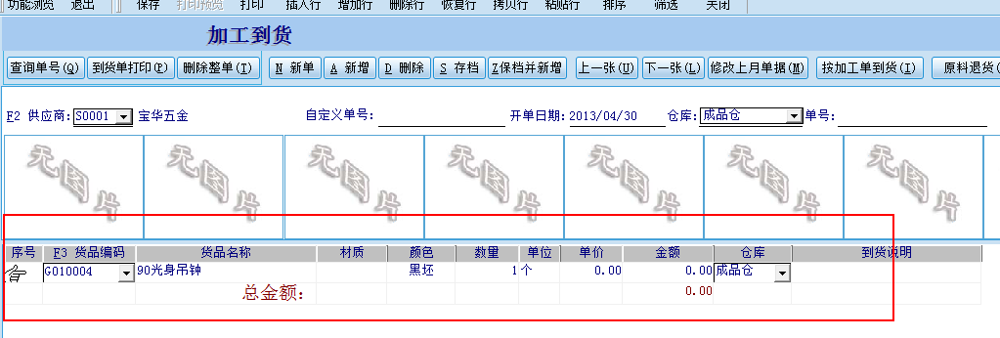 功能浏览 退出 保存 打印预览 打印 插入行 增加行 删除行 恢复行 拷贝行 粘贴行 排序 筛选 关闭
加工到货
查询单号(Q) 到货单打印(P) 删除整单(T) N 新单 A 新增 D 删除 S 存档 Z保档并新增 上一张(U) 下一张(L) 修改上月单据(M) 按加工单到货(I) 原料退货(
F2 供应商: S0001 宝华五金 自定义单号: 开单日期: 2013/04/30 仓库: 成品仓 单号:
无图片 无图片 无图片 无图片 无图片 无图片 无图片
序号 F3 货品编码 货品名称 材质 颜色 数量 单位 单价 金额 仓库 到货说明
G010004 90光身吊钟 黑坯 1 个 0.00 0.00 成品仓
总金额: 0.00